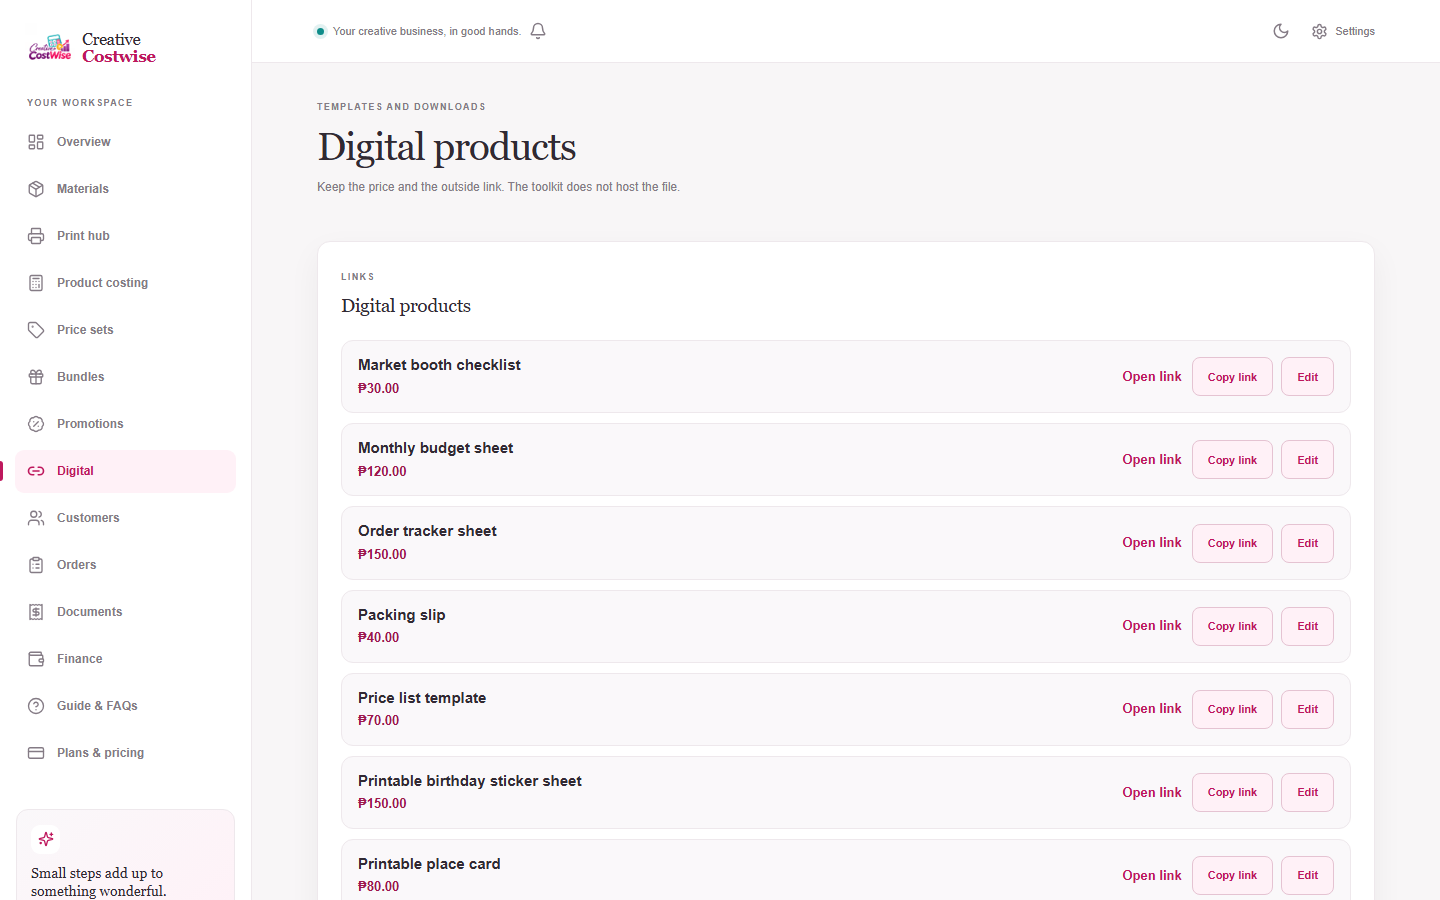 Creative
CostWise
Creative
Costwise
YOUR WORKSPACE
Overview
Materials
Print hub
Product costing
Price sets
Bundles
Promotions
Digital
Customers
Orders
Documents
Finance
Guide & FAQs
Plans & pricing
Small steps add up to
something wonderful.
Your creative business, in good hands.
Settings
TEMPLATES AND DOWNLOADS
Digital products
Keep the price and the outside link. The toolkit does not host the file.
LINKS
Digital products
Market booth checklist
₱30.00
Open link Copy link Edit
Monthly budget sheet
₱120.00
Open link Copy link Edit
Order tracker sheet
₱150.00
Open link Copy link Edit
Packing slip
₱40.00
Open link Copy link Edit
Price list template
₱70.00
Open link Copy link Edit
Printable birthday sticker sheet
₱150.00
Open link Copy link Edit
Printable place card
₱80.00
Open link Copy link Edit